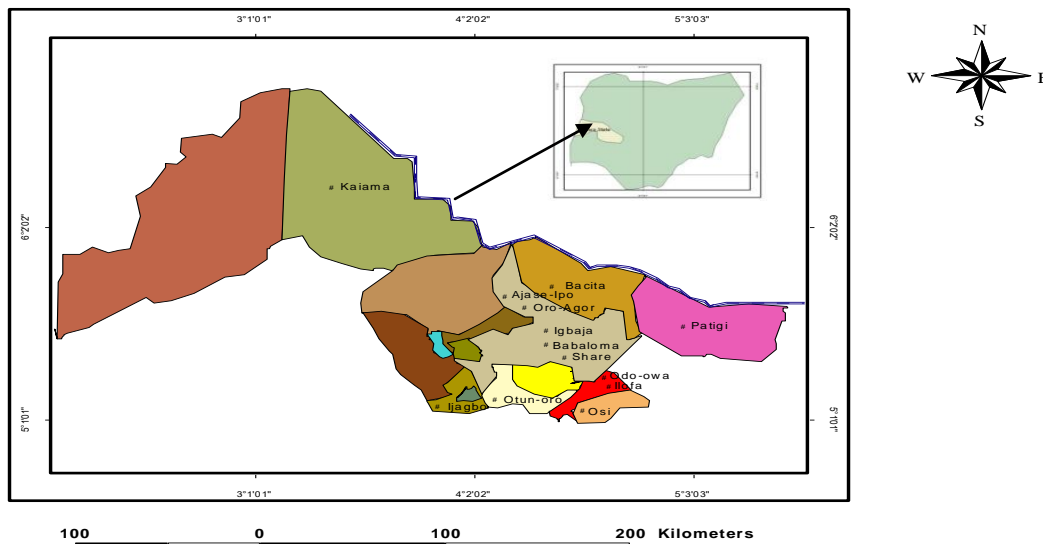 3°1'01" 4°2'02" 5°3'03"
N
W E
S
6°2'02" 6°2'02"
Kaiama
Bacita
Ajase-Ipo
Oro-Agor
Igbaja
Patigi
Babaloma
Share
Odo-owa
Ilofa
Otun-oro
Ijagbo
Osi
5°1'01" 5°1'01"
3°1'01" 4°2'02" 5°3'03"
100 0 100 200 Kilometers